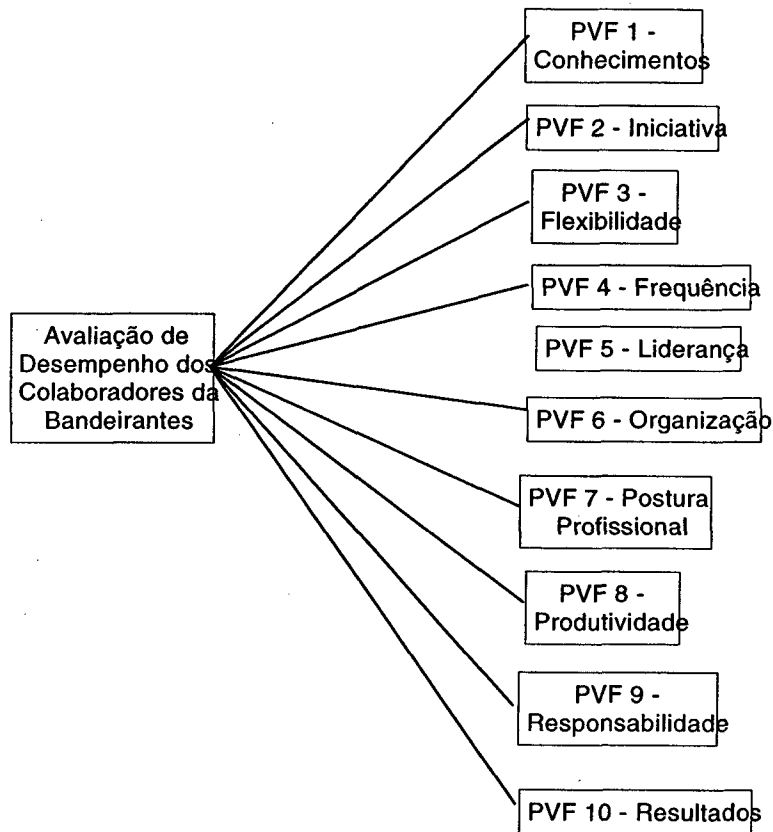 PVF 1 -
Conhecimentos
PVF 2 - Iniciativa
PVF 3 -
Flexibilidade
PVF 4 - Frequência
Avaliação de
Desempenho dos
Colaboradores da
Bandeirantes
PVF 5 - Liderança
PVF 6 - Organização
PVF 7 - Postura
Profissional
PVF 8 -
Produtividade
PVF 9 -
Responsabilidade
PVF 10 - Resultados